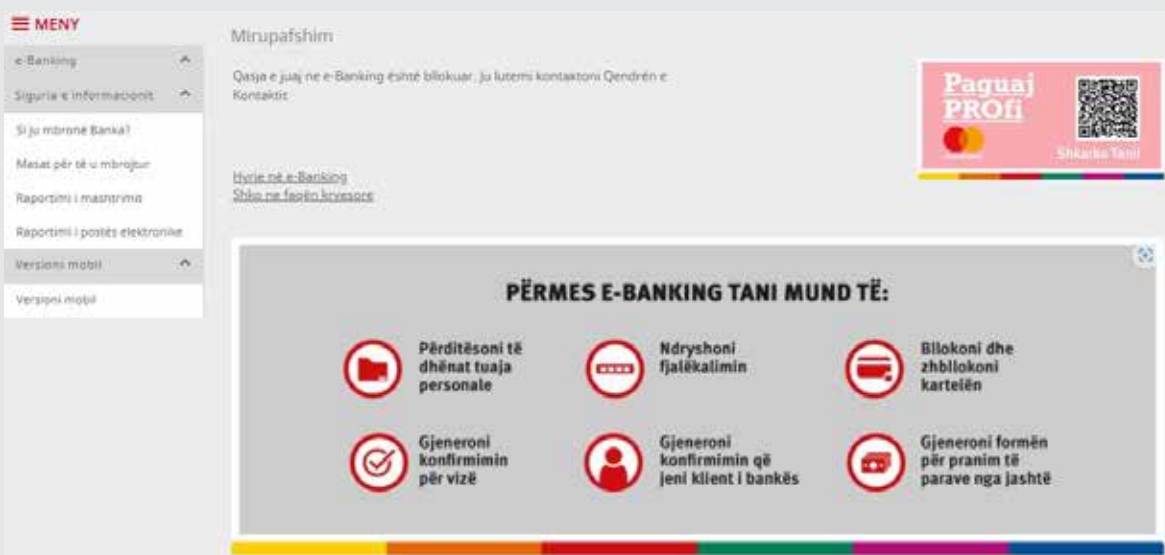 MENY
e-Banking
Siguria e informacionit
Si ju mbronë Banka?
Masat për të u mbrojtur
Raportimi i mashtrimit
Raportimi i postës elektronike
Versioni mobil
Versioni mobil
Mirupafshim
Qasja e juaj ne e-Banking është bllokuar. Ju lutemi kontaktoni Qendrën e
Kontaktit
Hyrje në e-Banking
Shko ne faqën kryesore
Paguaj
PROfi
Shkarko Tani!
PËRMES E-BANKING TANI MUND TË:
Përditësoni të
dhënat tuaja
personale
Ndryshoni
fjalëkalimin
Bllokoni dhe
zhbllokoni
kartelën
Gjeneroni
konfirmimin
për vizë
Gjeneroni
konfirmimin që
jeni klient i bankës
Gjeneroni formën
për pranim të
parave nga jashtë